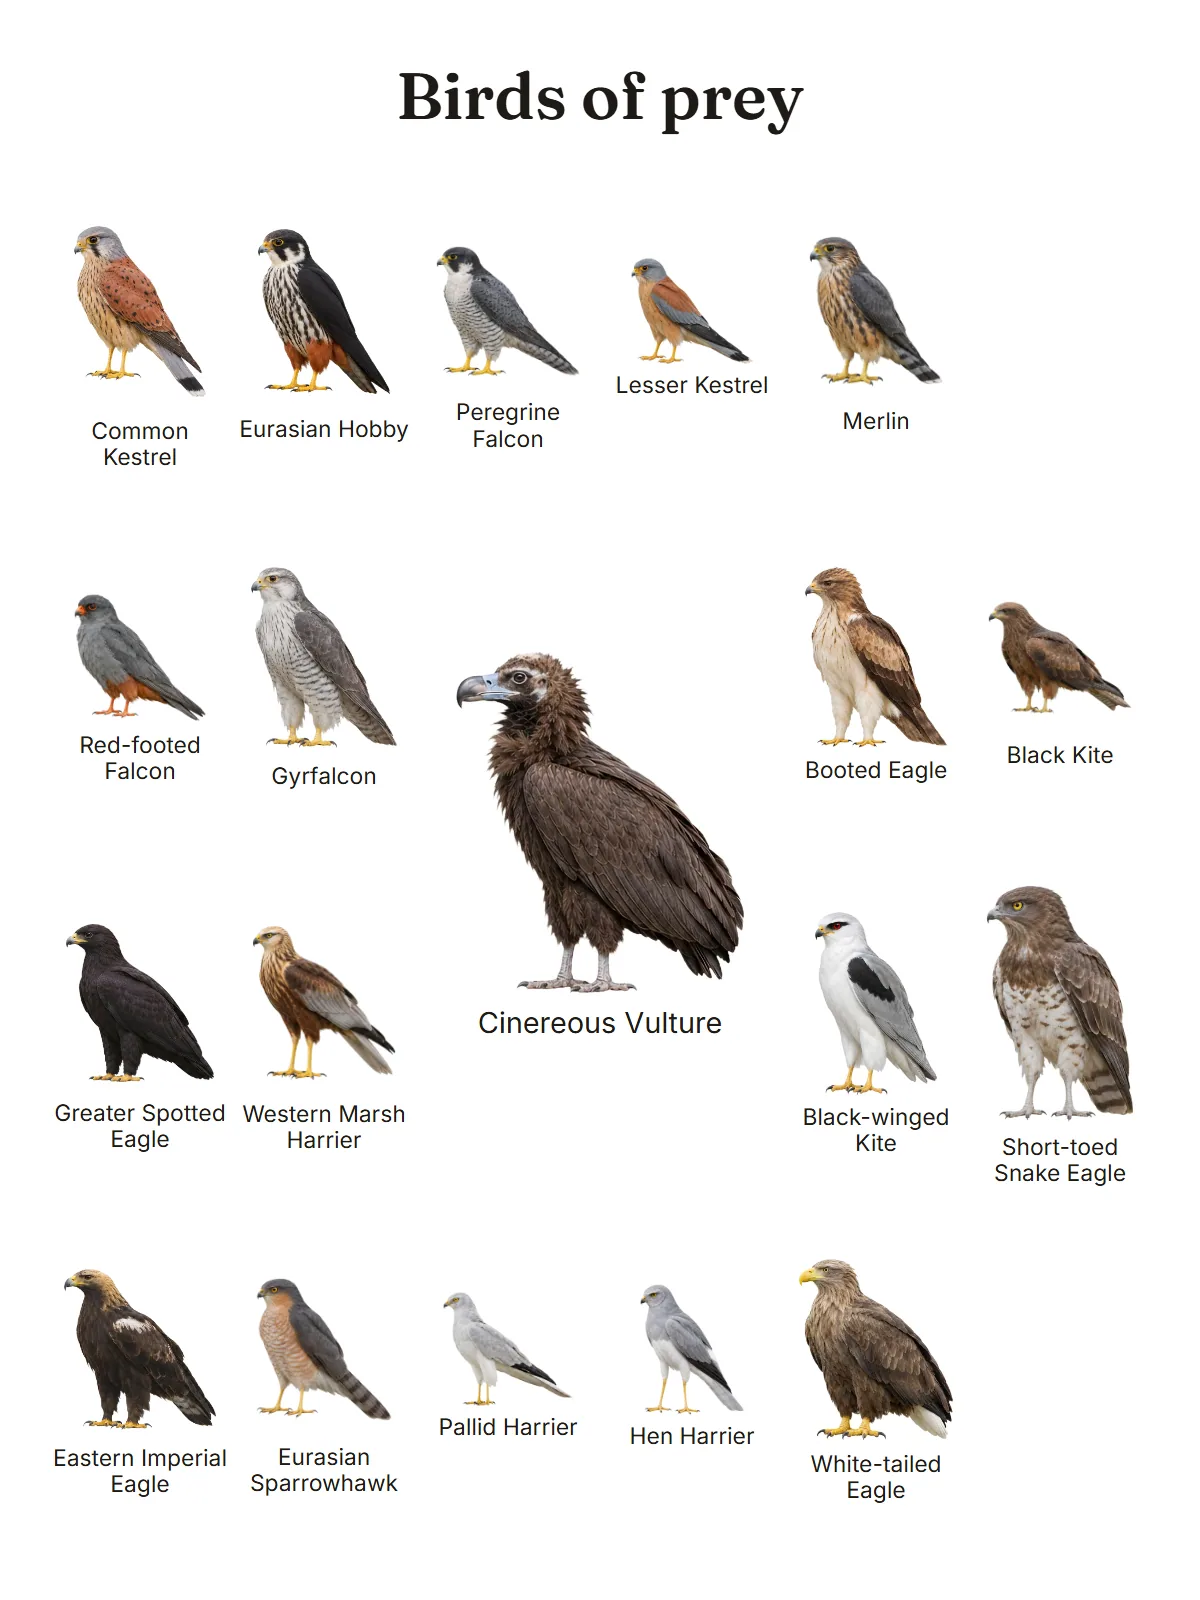 Birds of prey
Common
Kestrel
Eurasian Hobby
Peregrine
Falcon
Lesser Kestrel
Merlin
Red-footed
Falcon
Gyrfalcon
Booted Eagle
Black Kite
Cinereous Vulture
Greater Spotted
Eagle
Western Marsh
Harrier
Black-winged
Kite
Short-toed
Snake Eagle
Eastern Imperial
Eagle
Eurasian
Sparrowhawk
Pallid Harrier
Hen Harrier
White-tailed
Eagle